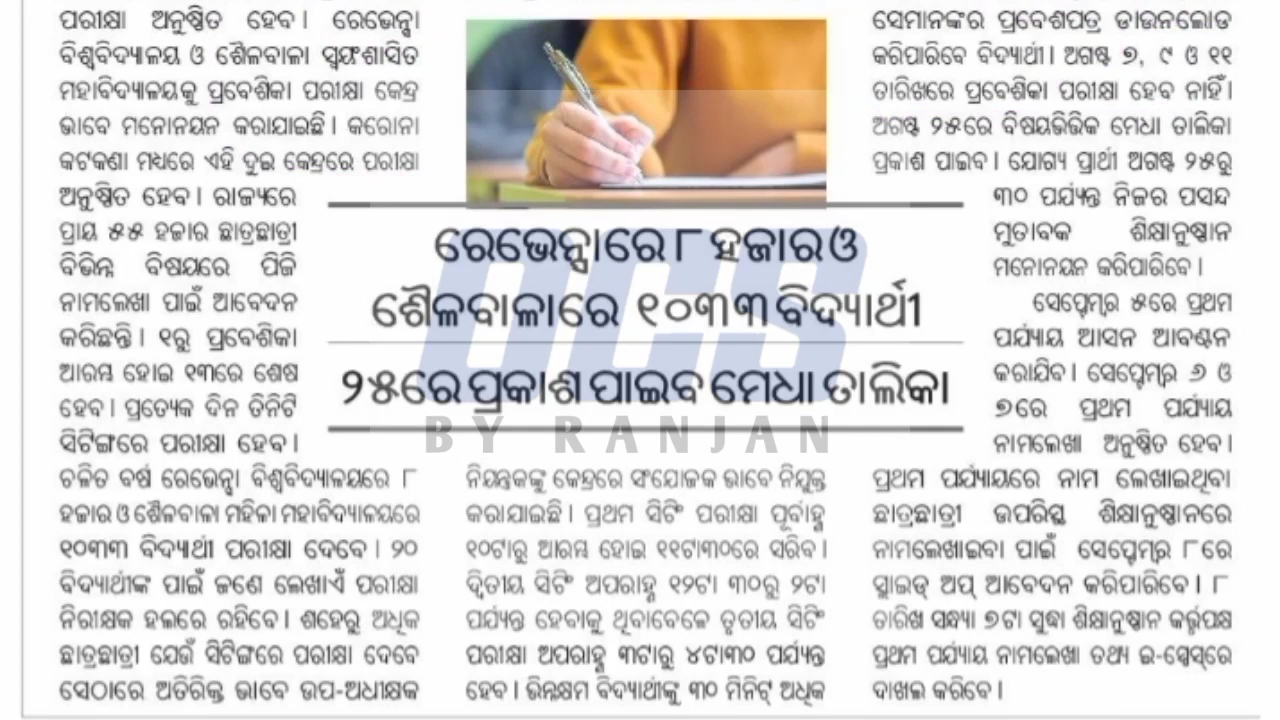 ପରୀକ୍ଷା ଅନୁଷ୍ଠିତ ହେବ। ରେଭେନ୍ସା
ବିଶ୍ୱବିଦ୍ୟାଳୟ ଓ ଶୈଳବାଳା ସ୍ୱୟଂଶାସିତ
ମହାବିଦ୍ୟାଳୟକୁ ପ୍ରବେଶିକା ପରୀକ୍ଷା କେନ୍ଦ୍ର
ଭାବେ ମନୋନୟନ କରାଯାଇଛି। କରୋନା
କଟକଣା ମଧ୍ୟରେ ଏହି ଦୁଇ କେନ୍ଦ୍ରରେ ପରୀକ୍ଷା
ଅନୁଷ୍ଠିତ ହେବ। ରାଜ୍ୟରେ
ପ୍ରାୟ ୫୫ ହଜାର ଛାତ୍ରଛାତ୍ରୀ
ବିଭିନ୍ନ ବିଷୟରେ ପିଜି
ନାମଲେଖା ପାଇଁ ଆବେଦନ
କରିଛନ୍ତି। ୧ରୁ ପ୍ରବେଶିକା
ଆରମ୍ଭ ହୋଇ ୧୩ରେ ଶେଷ
ହେବ। ପ୍ରତ୍ୟେକ ଦିନ ତିନିଟି
ସିଟିଙ୍ଗରେ ପରୀକ୍ଷା ହେବ।
ଚଳିତ ବର୍ଷ ରେଭେନ୍ସା ବିଶ୍ୱବିଦ୍ୟାଳୟରେ ୮
ହଜାର ଓ ଶୈଳବାଳା ମହିଳା ମହାବିଦ୍ୟାଳୟରେ
୧୦୩୩ ବିଦ୍ୟାର୍ଥୀ ପରୀକ୍ଷା ଦେବେ। ୨୦
ବିଦ୍ୟାର୍ଥୀଙ୍କ ପାଇଁ ଜଣେ ଲେଖାଏଁ ପରୀକ୍ଷା
ନିରୀକ୍ଷକ ହଲରେ ରହିବେ। ଶହେରୁ ଅଧିକ
ଛାତ୍ରଛାତ୍ରୀ ଯେଉଁ ସିଟିଙ୍ଗରେ ପରୀକ୍ଷା ଦେବେ
ସେଠାରେ ଅତିରିକ୍ତ ଭାବେ ଉପ-ଅଧୀକ୍ଷକ
ରେଭେନ୍ସାରେ ୮ ହଜାର ଓ
ଶୈଳବାଳାରେ ୧୦୩୩ ବିଦ୍ୟାର୍ଥୀ
୨୫ରେ ପ୍ରକାଶ ପାଇବ ମେଧା ତାଲିକା
OCS
BY RANJAN
ନିୟନ୍ତ୍ରକଙ୍କୁ କେନ୍ଦ୍ରରେ ସଂଯୋଜକ ଭାବେ ନିଯୁକ୍ତ
କରାଯାଇଛି। ପ୍ରଥମ ସିଟିଂ ପରୀକ୍ଷା ପୂର୍ବାହ୍ନ
୧୦ଟାରୁ ଆରମ୍ଭ ହୋଇ ୧୧ଟା୩୦ରେ ସରିବ।
ଦ୍ୱିତୀୟ ସିଟିଂ ଅପରାହ୍ନ ୧୨ଟା ୩୦ରୁ ୨ଟା
ପର୍ଯ୍ୟନ୍ତ ହେବାକୁ ଥିବାବେଳେ ତୃତୀୟ ସିଟିଂ
ପରୀକ୍ଷା ଅପରାହ୍ନ ୩ଟାରୁ ୪ଟା୩୦ ପର୍ଯ୍ୟନ୍ତ
ହେବ। ଭିନ୍ନକ୍ଷମ ବିଦ୍ୟାର୍ଥୀଙ୍କୁ ୩୦ ମିନିଟ୍ ଅଧିକ
ସେମାନଙ୍କର ପ୍ରବେଶପତ୍ର ଡାଉନଲୋଡ
କରିପାରିବେ ବିଦ୍ୟାର୍ଥୀ। ଅଗଷ୍ଟ ୭, ୯ ଓ ୧୧
ତାରିଖରେ ପ୍ରବେଶିକା ପରୀକ୍ଷା ହେବ ନାହିଁ।
ଅଗଷ୍ଟ ୨୫ରେ ବିଷୟଭିତ୍ତିକ ମେଧା ତାଲିକା
ପ୍ରକାଶ ପାଇବ। ଯୋଗ୍ୟ ପ୍ରାର୍ଥୀ ଅଗଷ୍ଟ ୨୫ରୁ
୩୦ ପର୍ଯ୍ୟନ୍ତ ନିଜର ପସନ୍ଦ
ମୁତାବକ ଶିକ୍ଷାନୁଷ୍ଠାନ
ମନୋନୟନ କରିପାରିବେ।
ସେପ୍ଟେମ୍ବର ୫ରେ ପ୍ରଥମ
ପର୍ଯ୍ୟାୟ ଆସନ ଆବଣ୍ଟନ
କରାଯିବ। ସେପ୍ଟେମ୍ବର ୬ ଓ
୭ରେ ପ୍ରଥମ ପର୍ଯ୍ୟାୟ
ନାମଲେଖା ଅନୁଷ୍ଠିତ ହେବ।
ପ୍ରଥମ ପର୍ଯ୍ୟାୟରେ ନାମ ଲେଖାଇଥିବା
ଛାତ୍ରଛାତ୍ରୀ ଉପରିସ୍ଥ ଶିକ୍ଷାନୁଷ୍ଠାନରେ
ନାମଲେଖାଇବା ପାଇଁ ସେପ୍ଟେମ୍ବର ୮ରେ
ସ୍ଲାଇଡ୍ ଅପ୍ ଆବେଦନ କରିପାରିବେ। ୮
ତାରିଖ ସନ୍ଧ୍ୟା ୭ଟା ସୁଦ୍ଧା ଶିକ୍ଷାନୁଷ୍ଠାନ କର୍ତ୍ତୃପକ୍ଷ
ପ୍ରଥମ ପର୍ଯ୍ୟାୟ ନାମଲେଖା ତଥ୍ୟ ଇ-ସ୍ପେସ୍‌ରେ
ଦାଖଲ କରିବେ।